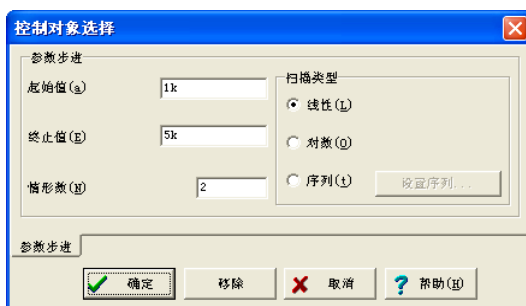 控制对象选择
参数步进
起始值(a) 1k
终止值(E) 5k
情形数(N) 2
扫描类型
线性(L)
对数(O)
序列(t) 设置序列...
参数步进
确定 移除 取消 帮助(H)